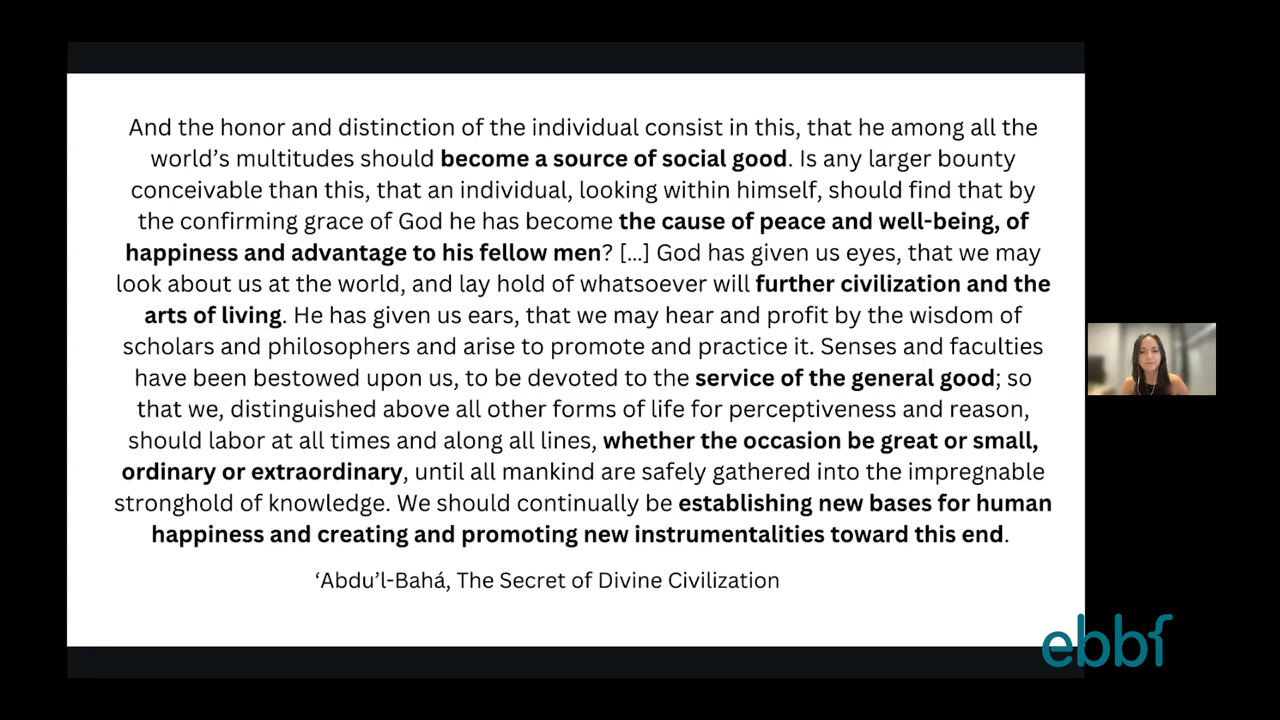 And the honor and distinction of the individual consist in this, that he among all the
world’s multitudes should become a source of social good. Is any larger bounty
conceivable than this, that an individual, looking within himself, should find that by
the confirming grace of God he has become the cause of peace and well-being, of
happiness and advantage to his fellow men? [...] God has given us eyes, that we may
look about us at the world, and lay hold of whatsoever will further civilization and the
arts of living. He has given us ears, that we may hear and profit by the wisdom of
scholars and philosophers and arise to promote and practice it. Senses and faculties
have been bestowed upon us, to be devoted to the service of the general good; so
that we, distinguished above all other forms of life for perceptiveness and reason,
should labor at all times and along all lines, whether the occasion be great or small,
ordinary or extraordinary, until all mankind are safely gathered into the impregnable
stronghold of knowledge. We should continually be establishing new bases for human
happiness and creating and promoting new instrumentalities toward this end.
‘Abdu’l-Bahá, The Secret of Divine Civilization
ebbf